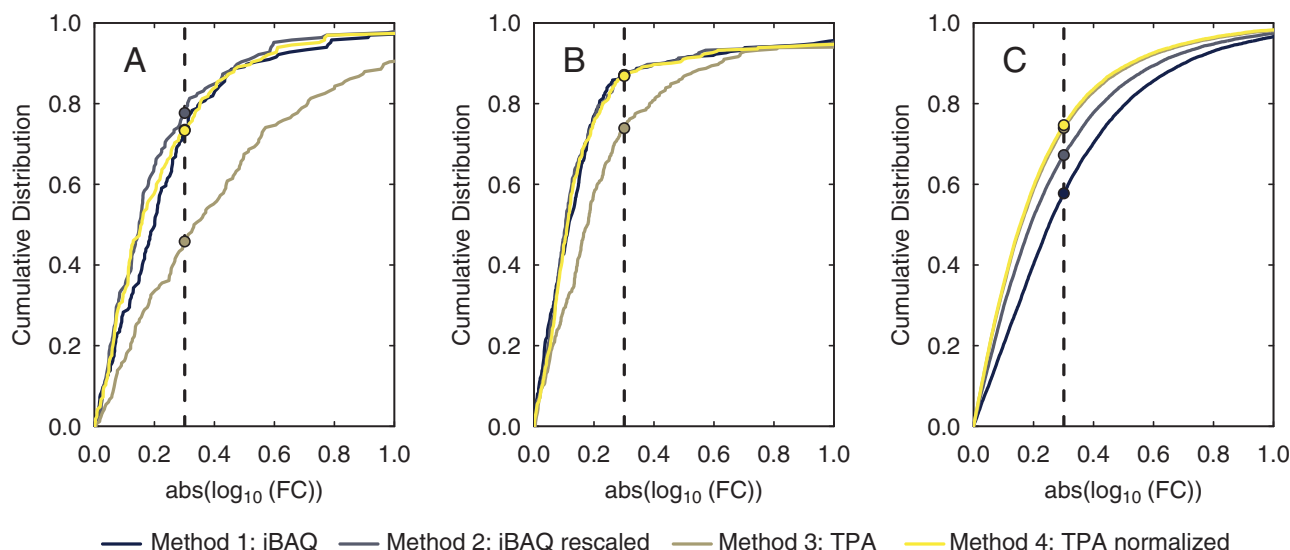 A
B
C
1.0
0.8
0.6
0.4
0.2
0.0
Cumulative Distribution
0.0 0.2 0.4 0.6 0.8 1.0
abs(log10 (FC))
1.0
0.8
0.6
0.4
0.2
0.0
Cumulative Distribution
0.0 0.2 0.4 0.6 0.8 1.0
abs(log10 (FC))
1.0
0.8
0.6
0.4
0.2
0.0
Cumulative Distribution
0.0 0.2 0.4 0.6 0.8 1.0
abs(log10 (FC))
Method 1: iBAQ Method 2: iBAQ rescaled Method 3: TPA Method 4: TPA normalized